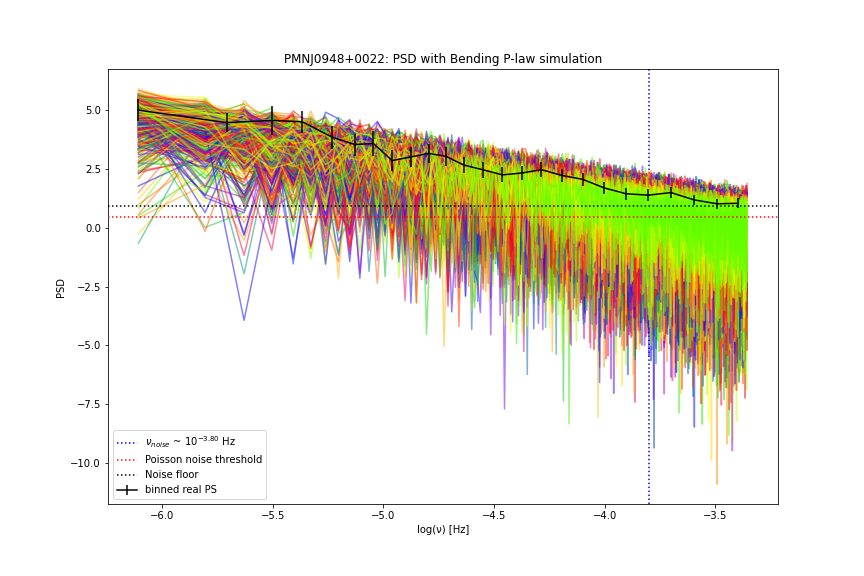 PMNJ0948+0022: PSD with Bending P-law simulation
5.0
2.5
0.0
−2.5
−5.0
−7.5
−10.0
PSD
ν_noise ~ 10^−3.80 Hz
Poisson noise threshold
Noise floor
binned real PS
−6.0 −5.5 −5.0 −4.5 −4.0 −3.5
log(ν) [Hz]